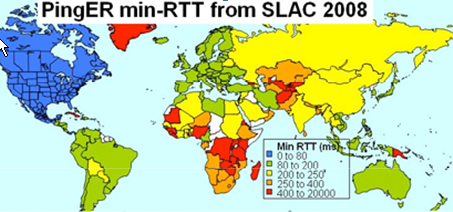 PingER min-RTT from SLAC 2008
Min RTT (ms)
0 to 80
80 to 200
200 to 250
250 to 400
400 to 20000